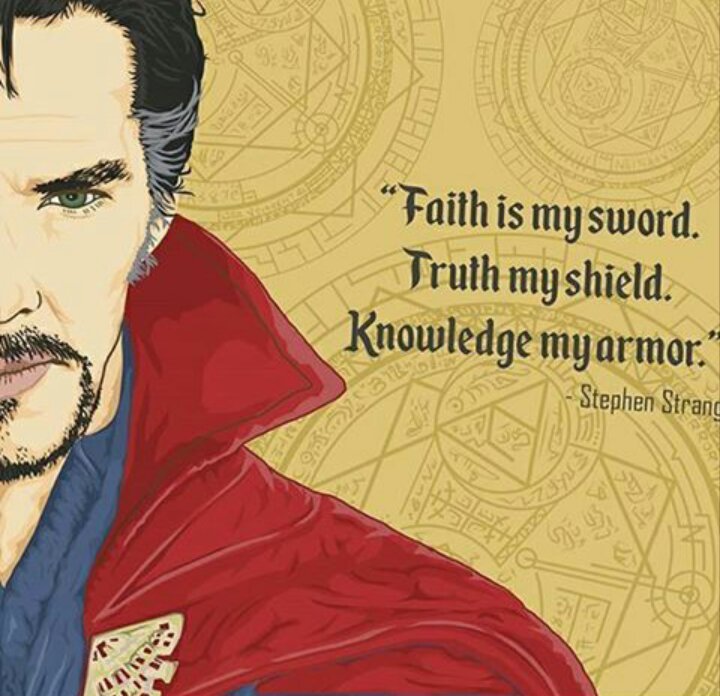 “Faith is my sword.
Truth my shield.
Knowledge my armor.”
- Stephen Strang